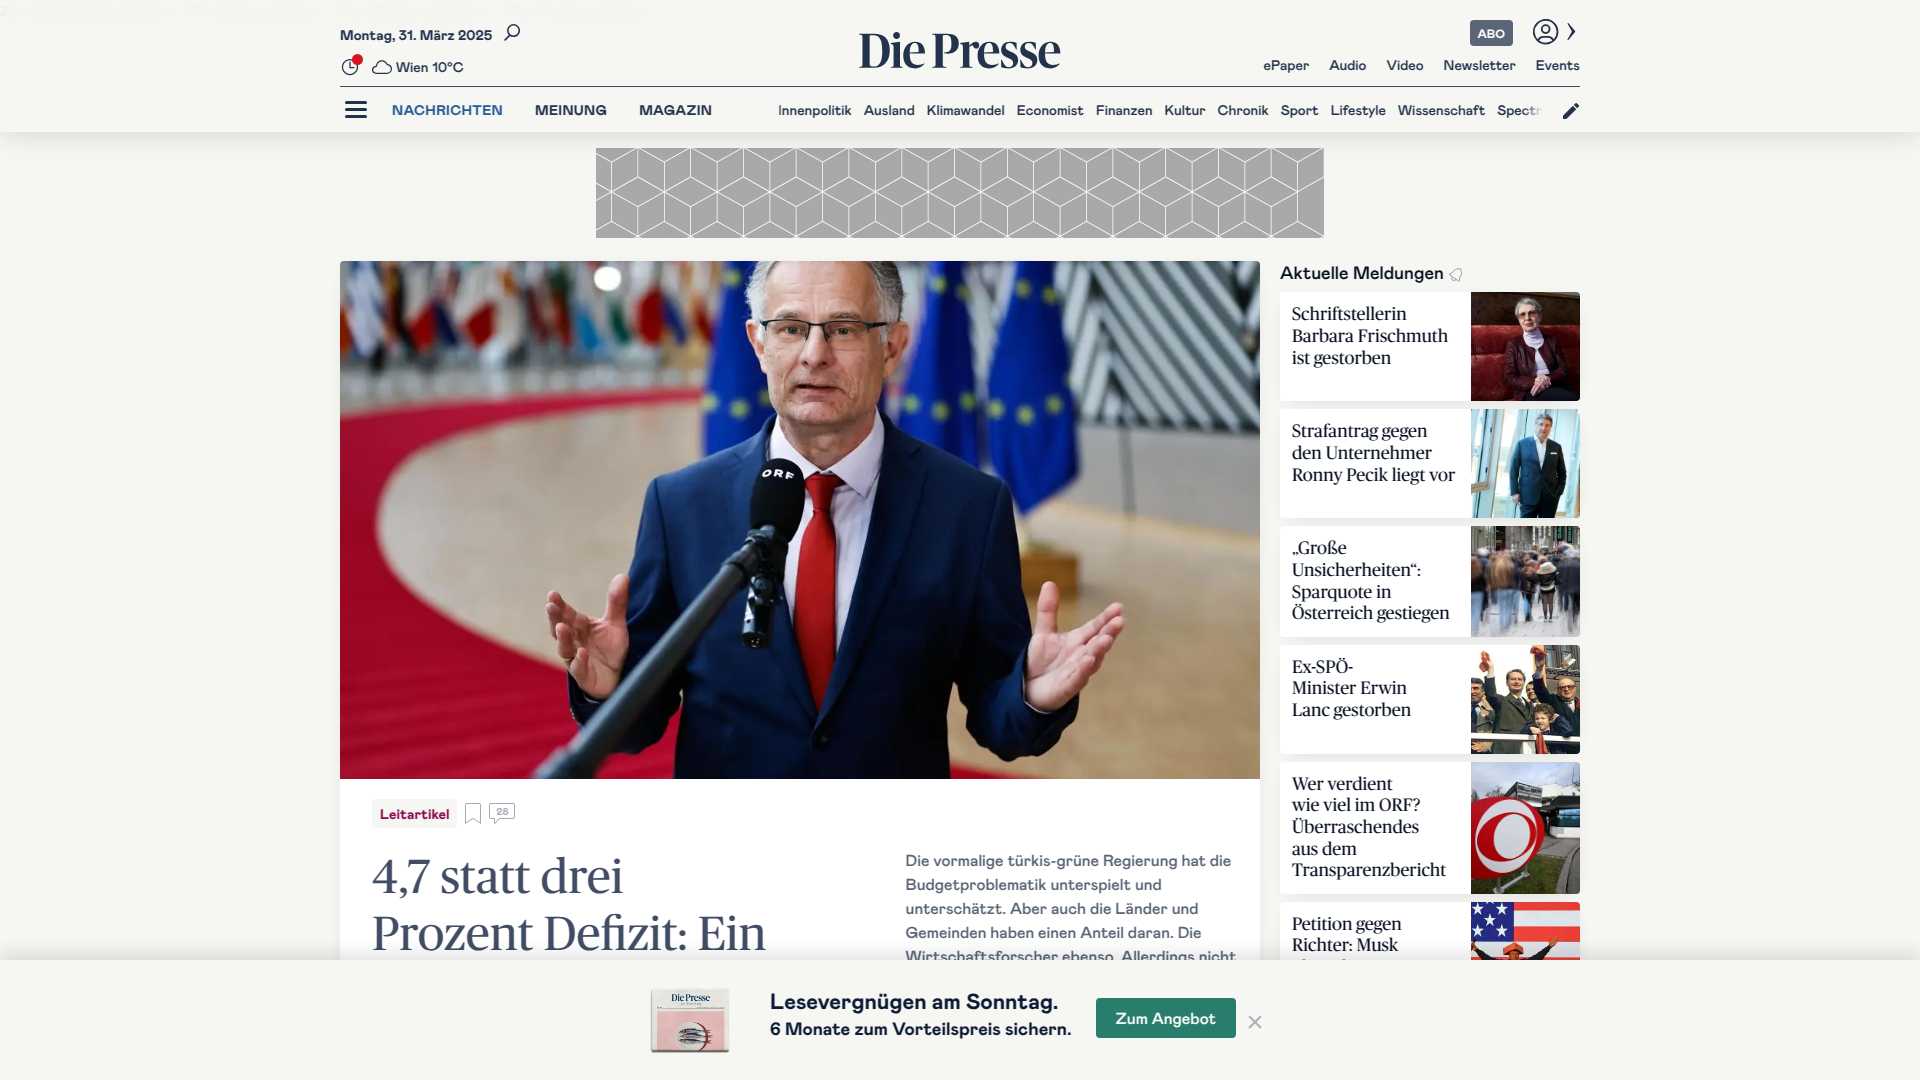 Montag, 31. März 2025
Wien 10°C
Die Presse
ABO
ePaper Audio Video Newsletter Events
NACHRICHTEN MEINUNG MAGAZIN
Innenpolitik Ausland Klimawandel Economist Finanzen Kultur Chronik Sport Lifestyle Wissenschaft Spectr
ORF
Leitartikel
28
4,7 statt drei
Prozent Defizit: Ein
Die vormalige türkis-grüne Regierung hat die
Budgetproblematik unterspielt und
unterschätzt. Aber auch die Länder und
Gemeinden haben einen Anteil daran. Die
Wirtschaftsforscher ebenso. Allerdings nicht
Aktuelle Meldungen
Schriftstellerin
Barbara Frischmuth
ist gestorben
Strafantrag gegen
den Unternehmer
Ronny Pecik liegt vor
„Große
Unsicherheiten“:
Sparquote in
Österreich gestiegen
Ex-SPÖ-
Minister Erwin
Lanc gestorben
Wer verdient
wie viel im ORF?
Überraschendes
aus dem
Transparenzbericht
Petition gegen
Richter: Musk
Die Presse
Lesevergnügen am Sonntag.
6 Monate zum Vorteilspreis sichern.
Zum Angebot